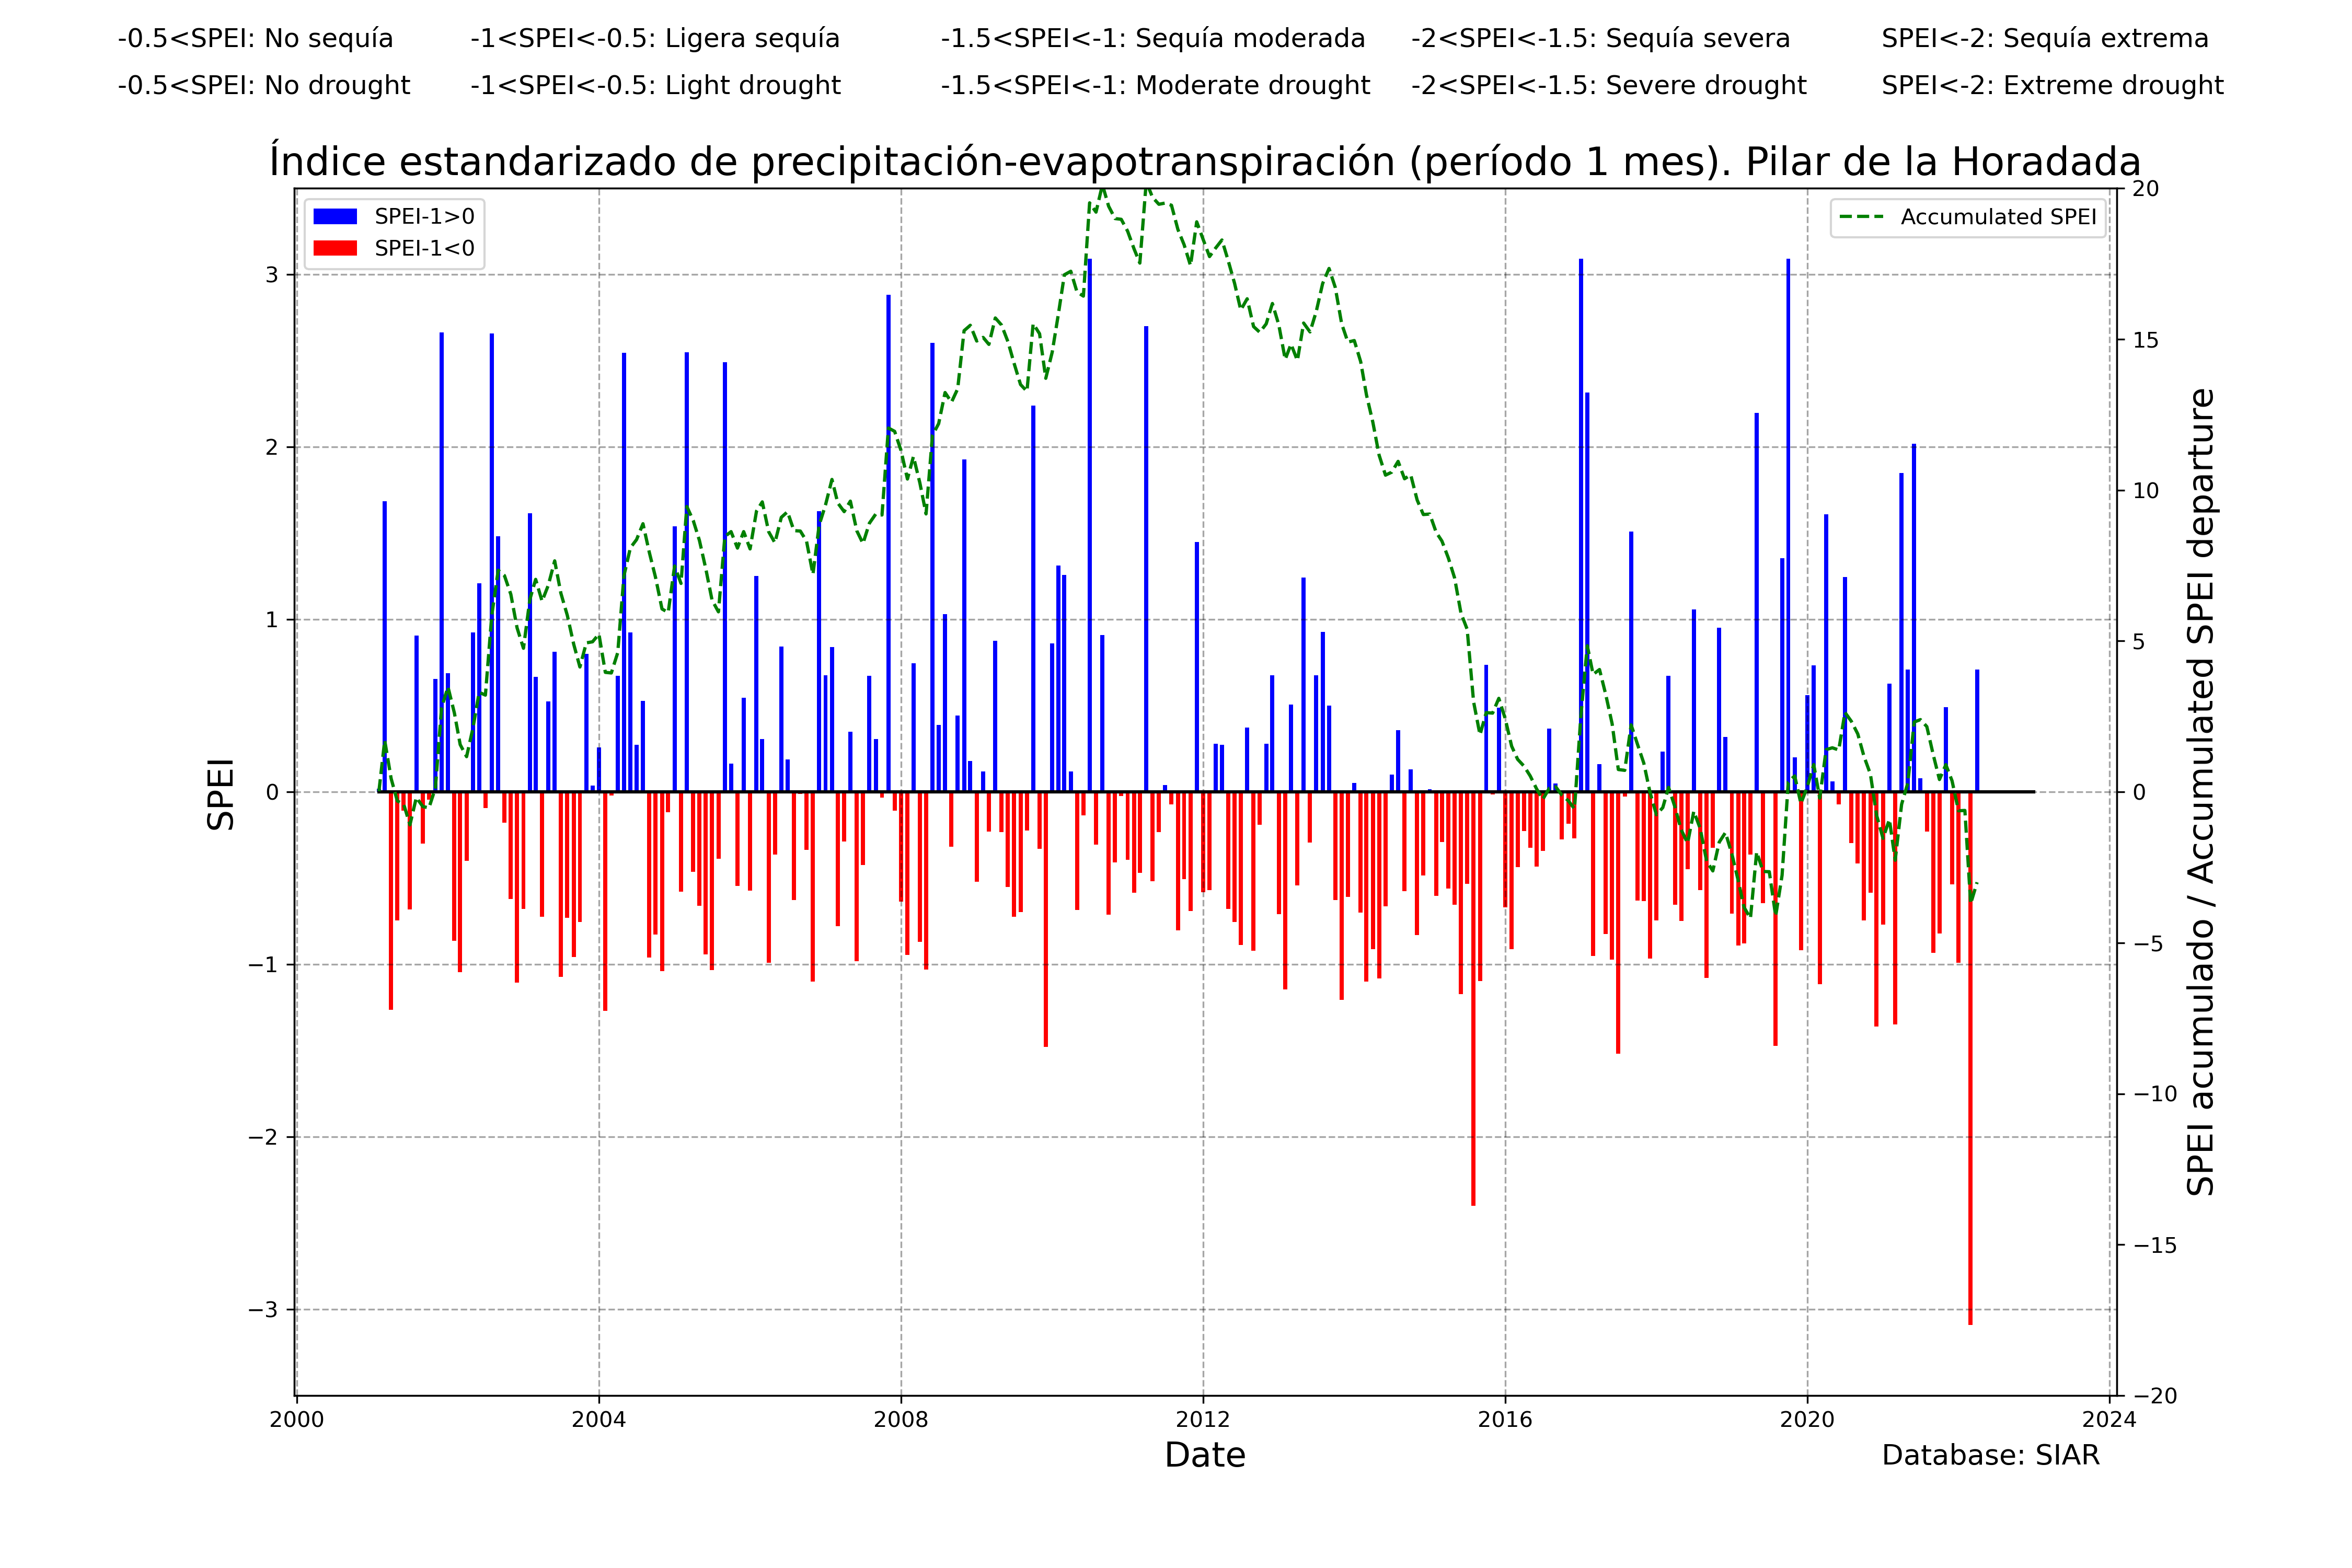 -0.5<SPEI: No sequía -1<SPEI<-0.5: Ligera sequía -1.5<SPEI<-1: Sequía moderada -2<SPEI<-1.5: Sequía severa SPEI<-2: Sequía extrema
-0.5<SPEI: No drought -1<SPEI<-0.5: Light drought -1.5<SPEI<-1: Moderate drought -2<SPEI<-1.5: Severe drought SPEI<-2: Extreme drought
Índice estandarizado de precipitación-evapotranspiración (período 1 mes). Pilar de la Horadada
SPEI-1>0
SPEI-1<0
Accumulated SPEI
SPEI
3
2
1
0
−1
−2
−3
20
15
10
5
0
−5
−10
−15
−20
SPEI acumulado / Accumulated SPEI departure
2000 2004 2008 2012 2016 2020 2024
Date
Database: SIAR